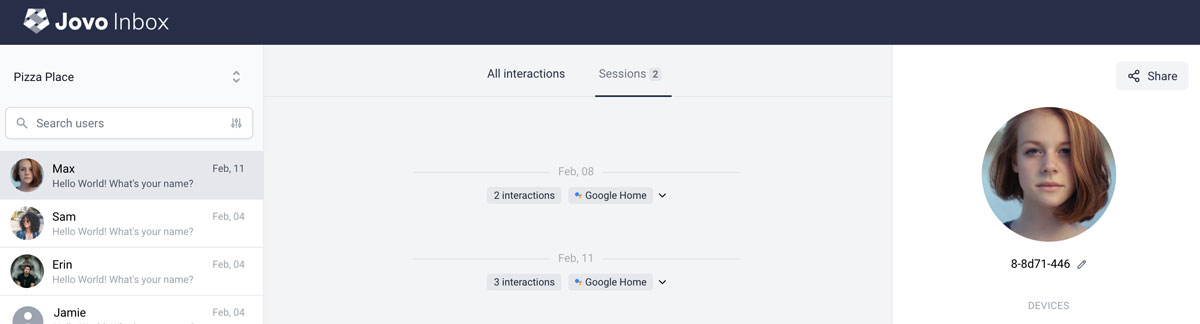 Jovo Inbox
Pizza Place
Search users
Max Feb, 11
Hello World! What's your name?
Sam Feb, 04
Hello World! What's your name?
Erin Feb, 04
Hello World! What's your name?
Jamie Feb, 04
All interactions Sessions 2
Feb, 08
2 interactions Google Home
Feb, 11
3 interactions Google Home
Share
8-8d71-446
DEVICES